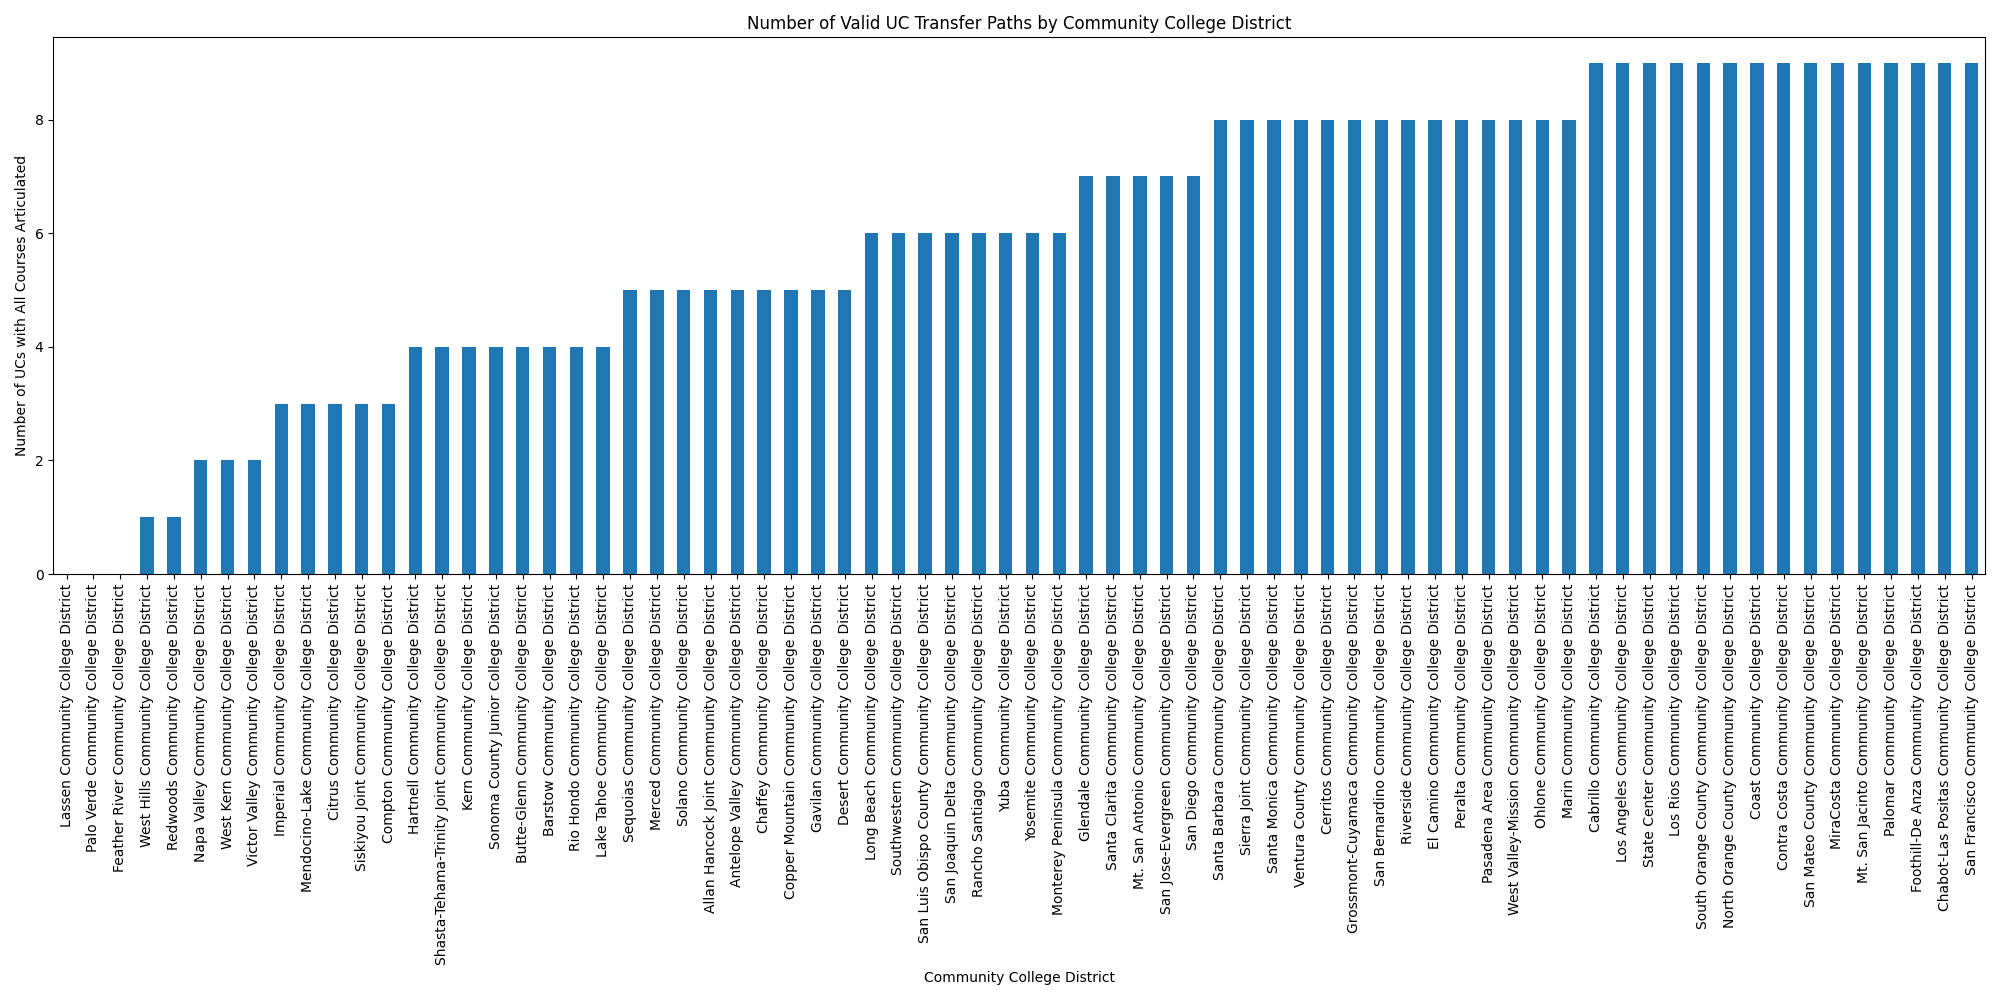 Number of Valid UC Transfer Paths by Community College District
Number of UCs with All Courses Articulated
8
6
4
2
0
Lassen Community College District
Palo Verde Community College District
Feather River Community College District
West Hills Community College District
Redwoods Community College District
Napa Valley Community College District
West Kern Community College District
Victor Valley Community College District
Imperial Community College District
Mendocino-Lake Community College District
Citrus Community College District
Siskiyou Joint Community College District
Compton Community College District
Hartnell Community College District
Shasta-Tehama-Trinity Joint Community College District
Kern Community College District
Sonoma County Junior College District
Butte-Glenn Community College District
Barstow Community College District
Rio Hondo Community College District
Lake Tahoe Community College District
Sequoias Community College District
Merced Community College District
Solano Community College District
Allan Hancock Joint Community College District
Antelope Valley Community College District
Chaffey Community College District
Copper Mountain Community College District
Gavilan Community College District
Desert Community College District
Long Beach Community College District
Southwestern Community College District
San Luis Obispo County Community College District
San Joaquin Delta Community College District
Rancho Santiago Community College District
Yuba Community College District
Yosemite Community College District
Monterey Peninsula Community College District
Glendale Community College District
Santa Clarita Community College District
Mt. San Antonio Community College District
San Jose-Evergreen Community College District
San Diego Community College District
Santa Barbara Community College District
Sierra Joint Community College District
Santa Monica Community College District
Ventura County Community College District
Cerritos Community College District
Grossmont-Cuyamaca Community College District
San Bernardino Community College District
Riverside Community College District
El Camino Community College District
Peralta Community College District
Pasadena Area Community College District
West Valley-Mission Community College District
Ohlone Community College District
Marin Community College District
Cabrillo Community College District
Los Angeles Community College District
State Center Community College District
Los Rios Community College District
South Orange County Community College District
North Orange County Community College District
Coast Community College District
Contra Costa Community College District
San Mateo County Community College District
MiraCosta Community College District
Mt. San Jacinto Community College District
Palomar Community College District
Foothill-De Anza Community College District
Chabot-Las Positas Community College District
San Francisco Community College District
Community College District